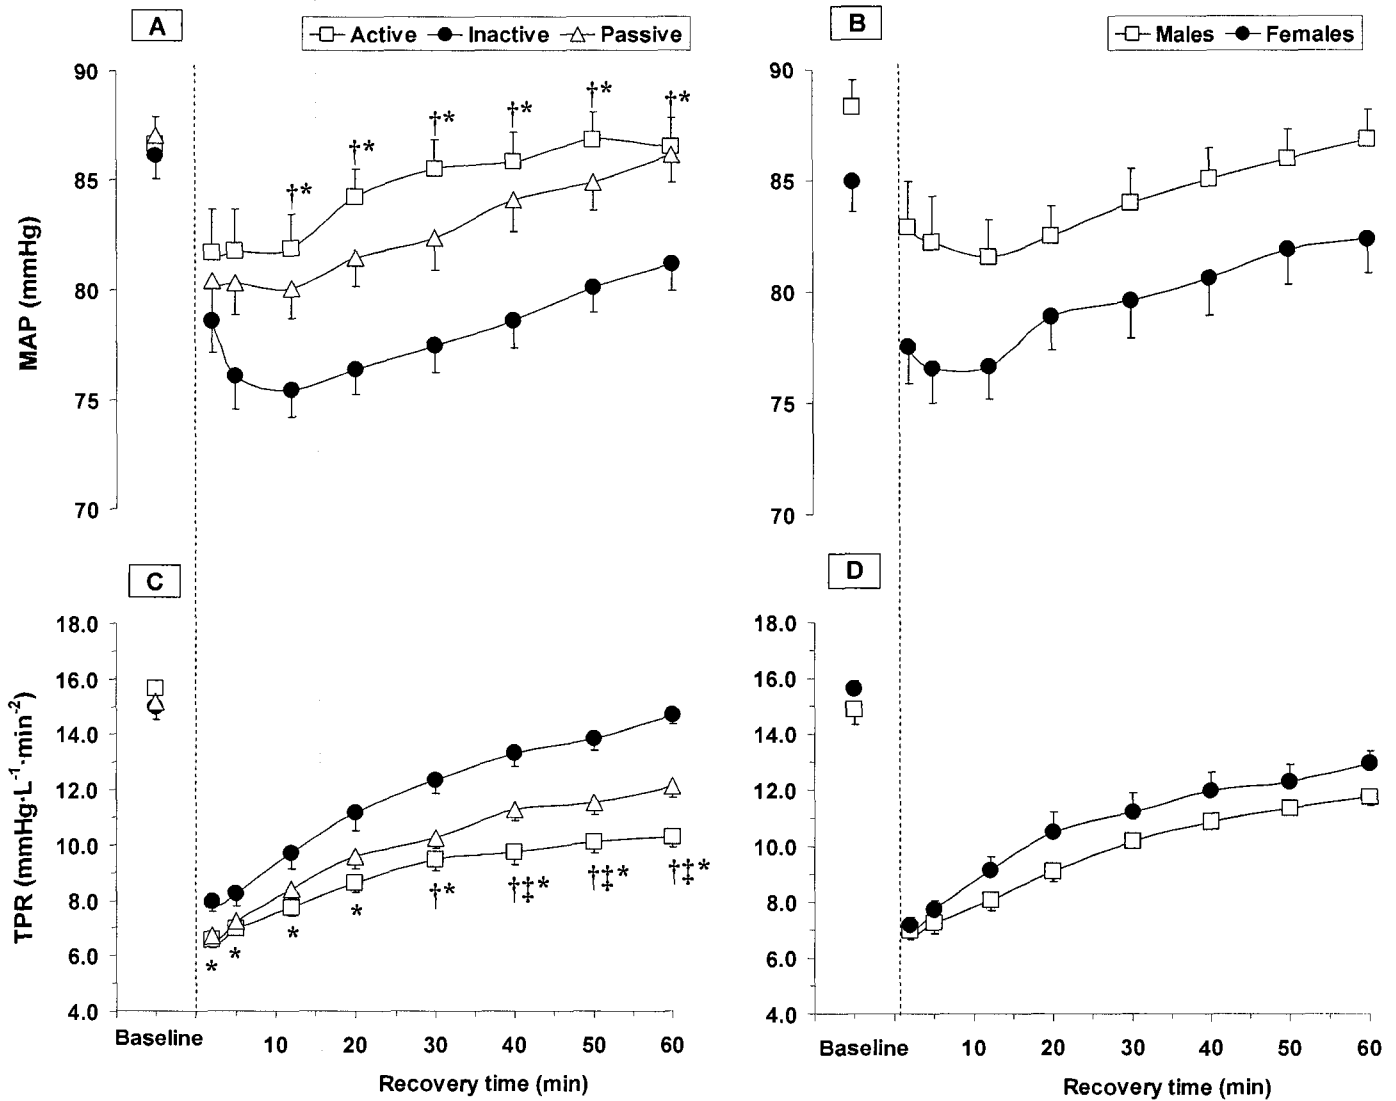 A
Active Inactive Passive
B
Males Females
90
85
80
75
70
MAP (mmHg)
†* †* †* †* †* †*
90
85
80
75
70
C
18.0
16.0
14.0
12.0
10.0
8.0
6.0
4.0
TPR (mmHg·L⁻¹·min⁻²)
* * * * †* †‡* †‡* †‡*
Baseline 10 20 30 40 50 60
Recovery time (min)
D
18.0
16.0
14.0
12.0
10.0
8.0
6.0
4.0
Baseline 10 20 30 40 50 60
Recovery time (min)